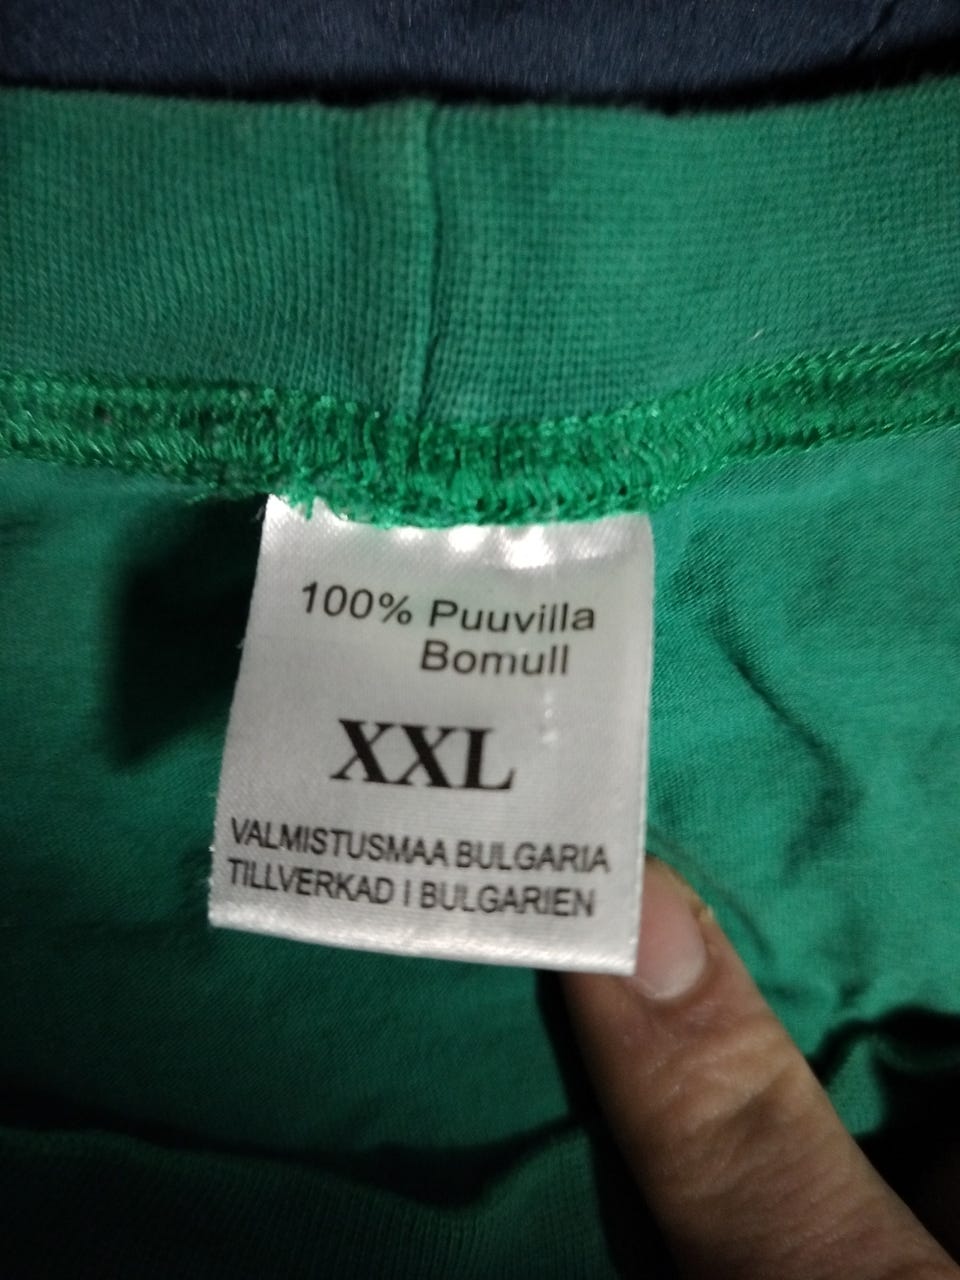 100% Puuvilla
Bomull
XXL
VALMISTUSMAA BULGARIA
TILLVERKAD I BULGARIEN